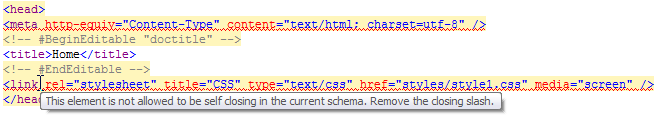 <head>
<meta http-equiv="Content-Type" content="text/html; charset=utf-8" />
<!-- #BeginEditable "doctitle" -->
<title>Home</title>
<!-- #EndEditable -->
<link rel="stylesheet" title="CSS" type="text/css" href="styles/style1.css" media="screen" />
</head
This element is not allowed to be self closing in the current schema. Remove the closing slash.